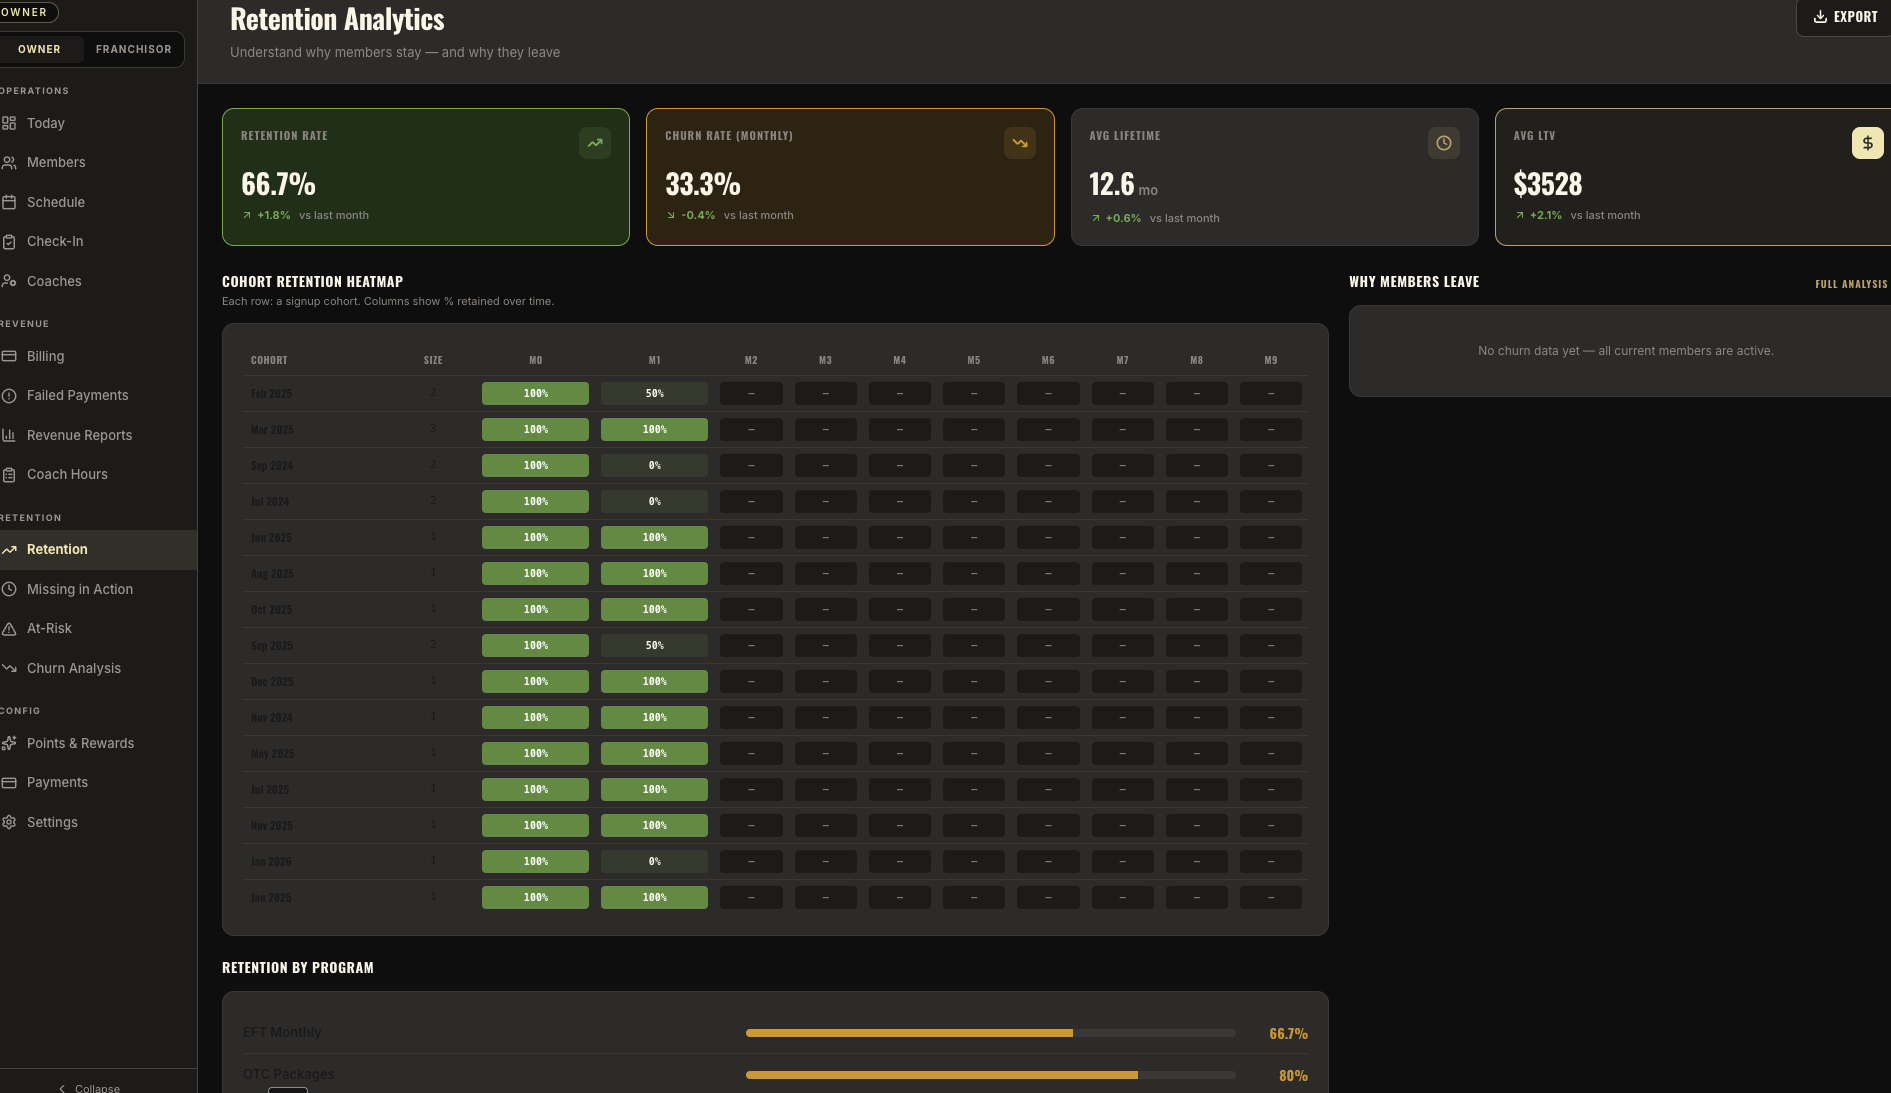 OWNER
OWNER FRANCHISOR
OPERATIONS
Today
Members
Schedule
Check-In
Coaches
REVENUE
Billing
Failed Payments
Revenue Reports
Coach Hours
RETENTION
Retention
Missing in Action
At-Risk
Churn Analysis
CONFIG
Points & Rewards
Payments
Settings
Collapse
Retention Analytics
Understand why members stay — and why they leave
EXPORT
RETENTION RATE
66.7%
+1.8% vs last month
CHURN RATE (MONTHLY)
33.3%
-0.4% vs last month
AVG LIFETIME
12.6 mo
+0.6% vs last month
AVG LTV
$3528
+2.1% vs last month
COHORT RETENTION HEATMAP
Each row: a signup cohort. Columns show % retained over time.
COHORT SIZE M0 M1 M2 M3 M4 M5 M6 M7 M8 M9
Feb 2025 2 100% 50% — — — — — — — —
Mar 2025 3 100% 100% — — — — — — — —
Sep 2024 2 100% 0% — — — — — — — —
Jul 2024 2 100% 0% — — — — — — — —
Jun 2025 1 100% 100% — — — — — — — —
Aug 2025 1 100% 100% — — — — — — — —
Oct 2025 1 100% 100% — — — — — — — —
Sep 2025 2 100% 50% — — — — — — — —
Dec 2025 1 100% 100% — — — — — — — —
Nov 2024 1 100% 100% — — — — — — — —
May 2025 1 100% 100% — — — — — — — —
Jul 2025 1 100% 100% — — — — — — — —
Nov 2025 1 100% 100% — — — — — — — —
Jan 2026 1 100% 0% — — — — — — — —
Jan 2025 1 100% 100% — — — — — — — —
WHY MEMBERS LEAVE
FULL ANALYSIS
No churn data yet — all current members are active.
RETENTION BY PROGRAM
EFT Monthly 66.7%
OTC Packages 80%